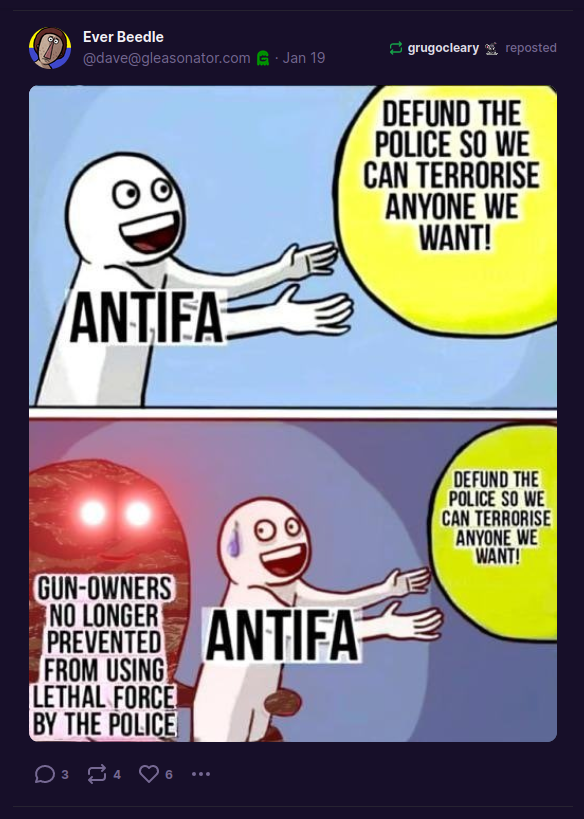 Ever Beedle
@dave@gleasonator.com · Jan 19
grugocleary reposted
DEFUND THE
POLICE SO WE
CAN TERRORISE
ANYONE WE
WANT!
ANTIFA
DEFUND THE
POLICE SO WE
CAN TERRORISE
ANYONE WE
WANT!
ANTIFA
GUN-OWNERS
NO LONGER
PREVENTED
FROM USING
LETHAL FORCE
BY THE POLICE
3 4 6